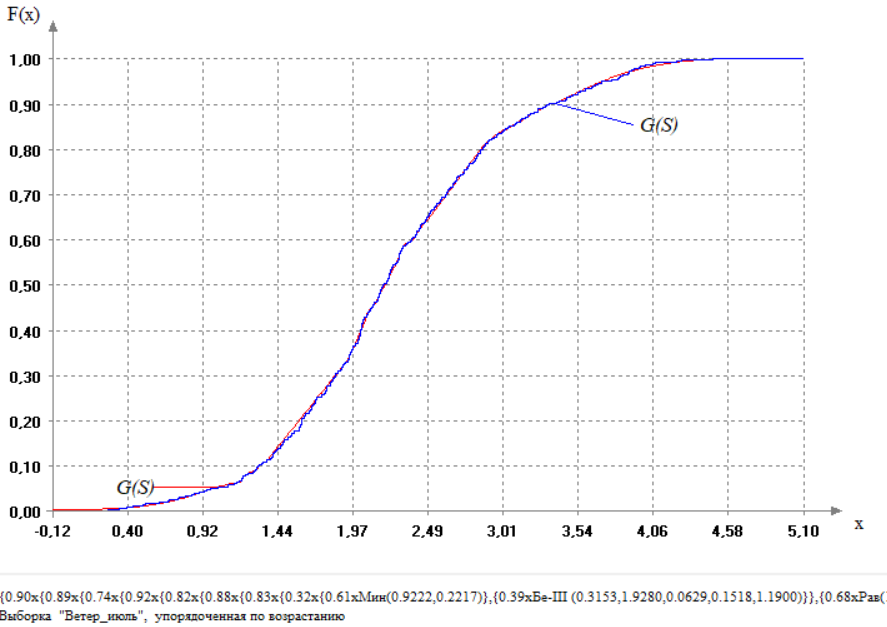 F(x)
1,00
0,90
0,80
G(S)
0,70
0,60
0,50
0,40
0,30
0,20
0,10
G(S)
0,00
-0,12 0,40 0,92 1,44 1,97 2,49 3,01 3,54 4,06 4,58 5,10 x
{0.90x{0.89x{0.74x{0.92x{0.82x{0.88x{0.83x{0.32x{0.61xМин(0.9222,0.2217)},{0.39xБе-III (0.3153,1.9280,0.0629,0.1518,1.1900)}},{0.68xРав(
Выборка "Ветер_июль", упорядоченная по возрастанию